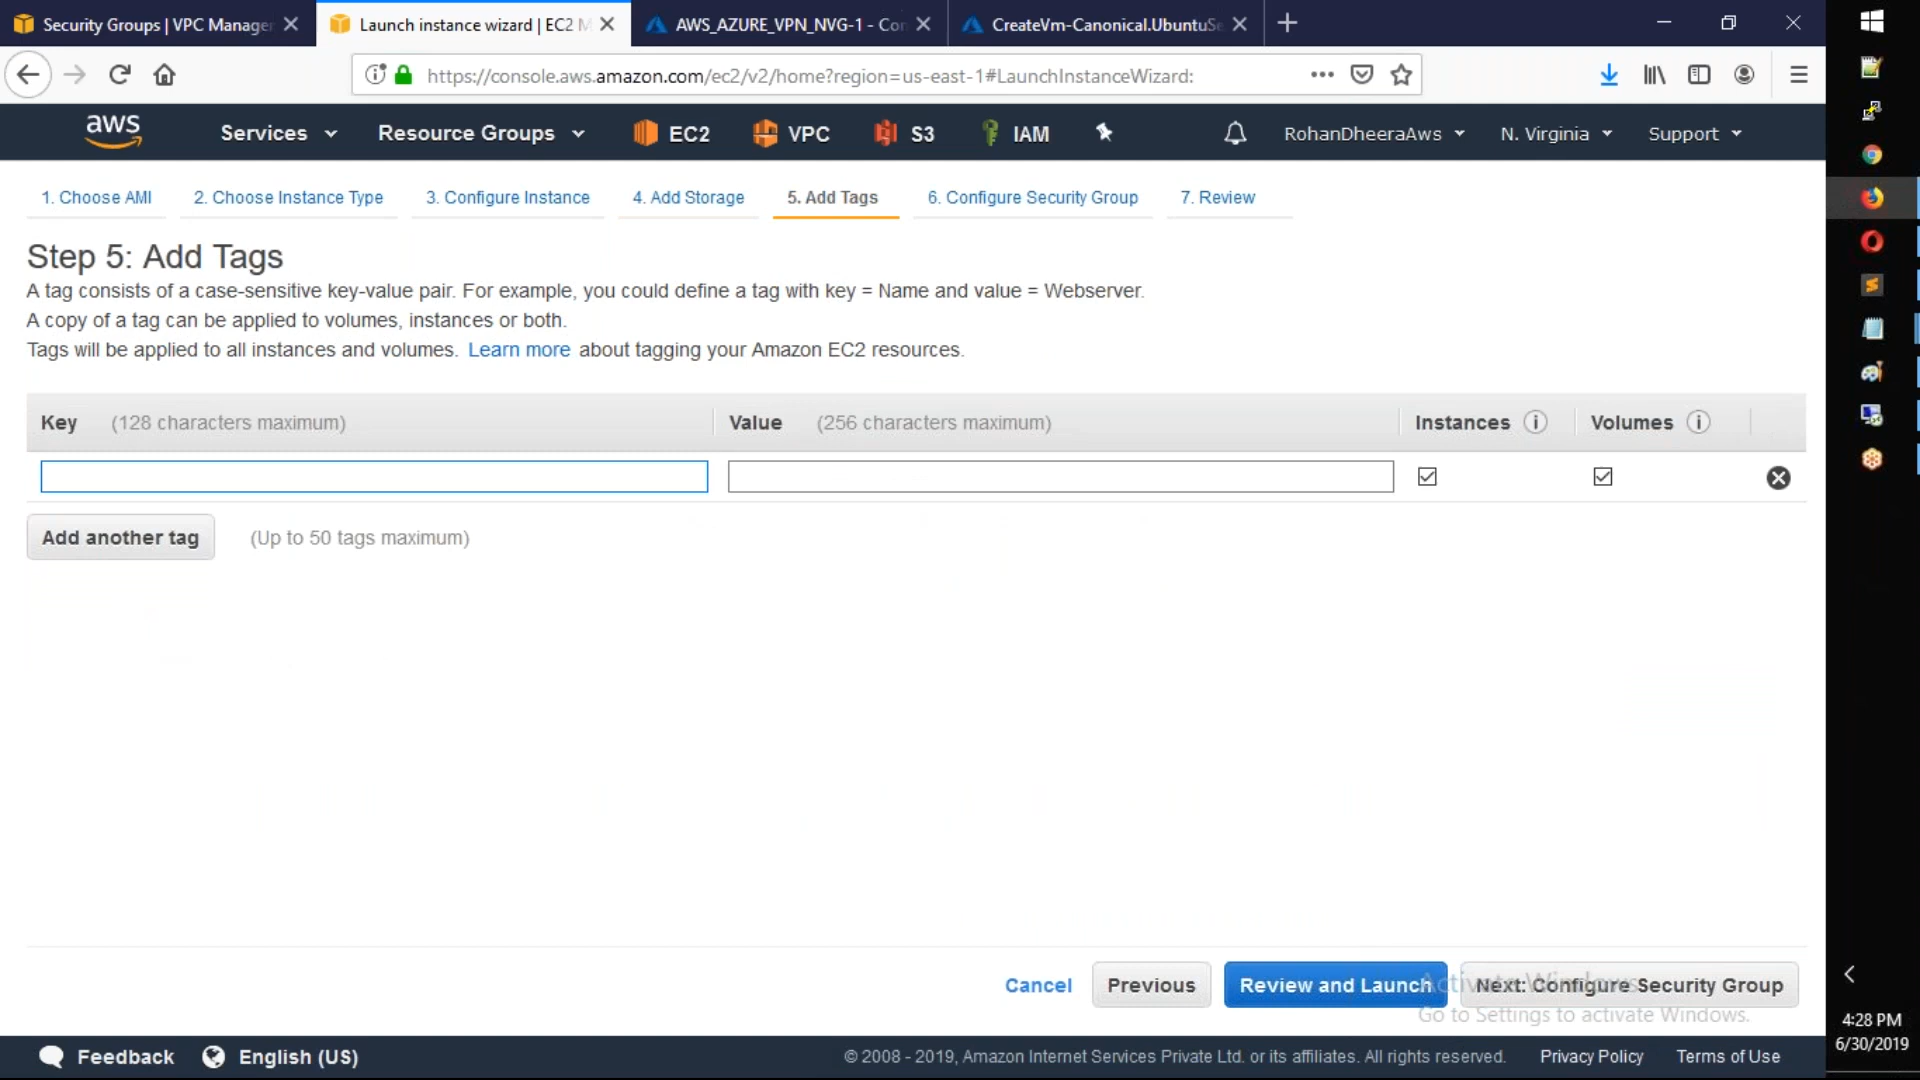 Security Groups | VPC Manager
Launch instance wizard | EC2 M
AWS_AZURE_VPN_NVG-1 - Con
CreateVm-Canonical.UbuntuSe
https://console.aws.amazon.com/ec2/v2/home?region=us-east-1#LaunchInstanceWizard:
aws
Services
Resource Groups
EC2
VPC
S3
IAM
RohanDheeraAws
N. Virginia
Support
1. Choose AMI
2. Choose Instance Type
3. Configure Instance
4. Add Storage
5. Add Tags
6. Configure Security Group
7. Review
Step 5: Add Tags
A tag consists of a case-sensitive key-value pair. For example, you could define a tag with key = Name and value = Webserver.
A copy of a tag can be applied to volumes, instances or both.
Tags will be applied to all instances and volumes. Learn more about tagging your Amazon EC2 resources.
Key (128 characters maximum)
Value (256 characters maximum)
Instances
Volumes
Add another tag
(Up to 50 tags maximum)
Cancel
Previous
Review and Launch
Next: Configure Security Group
Activate Windows
Go to Settings to activate Windows.
4:28 PM
6/30/2019
Feedback
English (US)
© 2008 - 2019, Amazon Internet Services Private Ltd. or its affiliates. All rights reserved.
Privacy Policy
Terms of Use